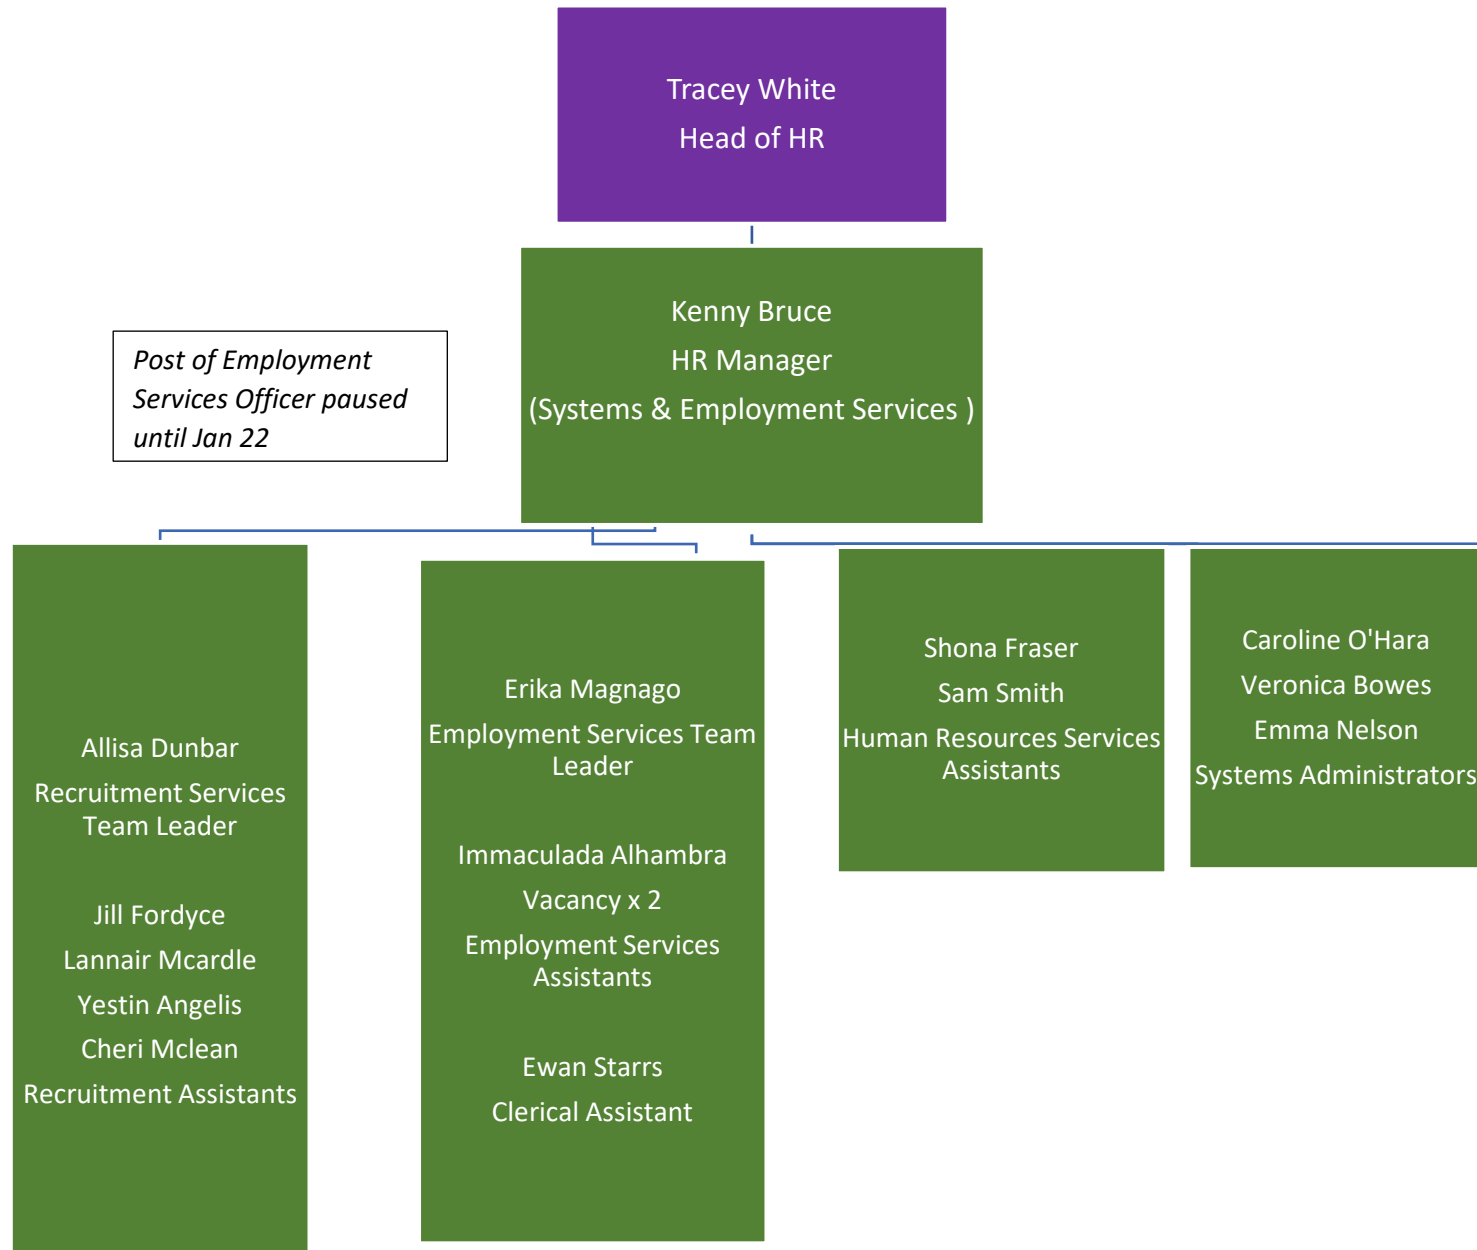 Tracey White
Head of HR
Kenny Bruce
HR Manager
(Systems & Employment Services )
Post of Employment
Services Officer paused
until Jan 22
Allisa Dunbar
Recruitment Services
Team Leader
Jill Fordyce
Lannair Mcardle
Yestin Angelis
Cheri Mclean
Recruitment Assistants
Erika Magnago
Employment Services Team
Leader
Immaculada Alhambra
Vacancy x 2
Employment Services
Assistants
Ewan Starrs
Clerical Assistant
Shona Fraser
Sam Smith
Human Resources Services
Assistants
Caroline O'Hara
Veronica Bowes
Emma Nelson
Systems Administrators